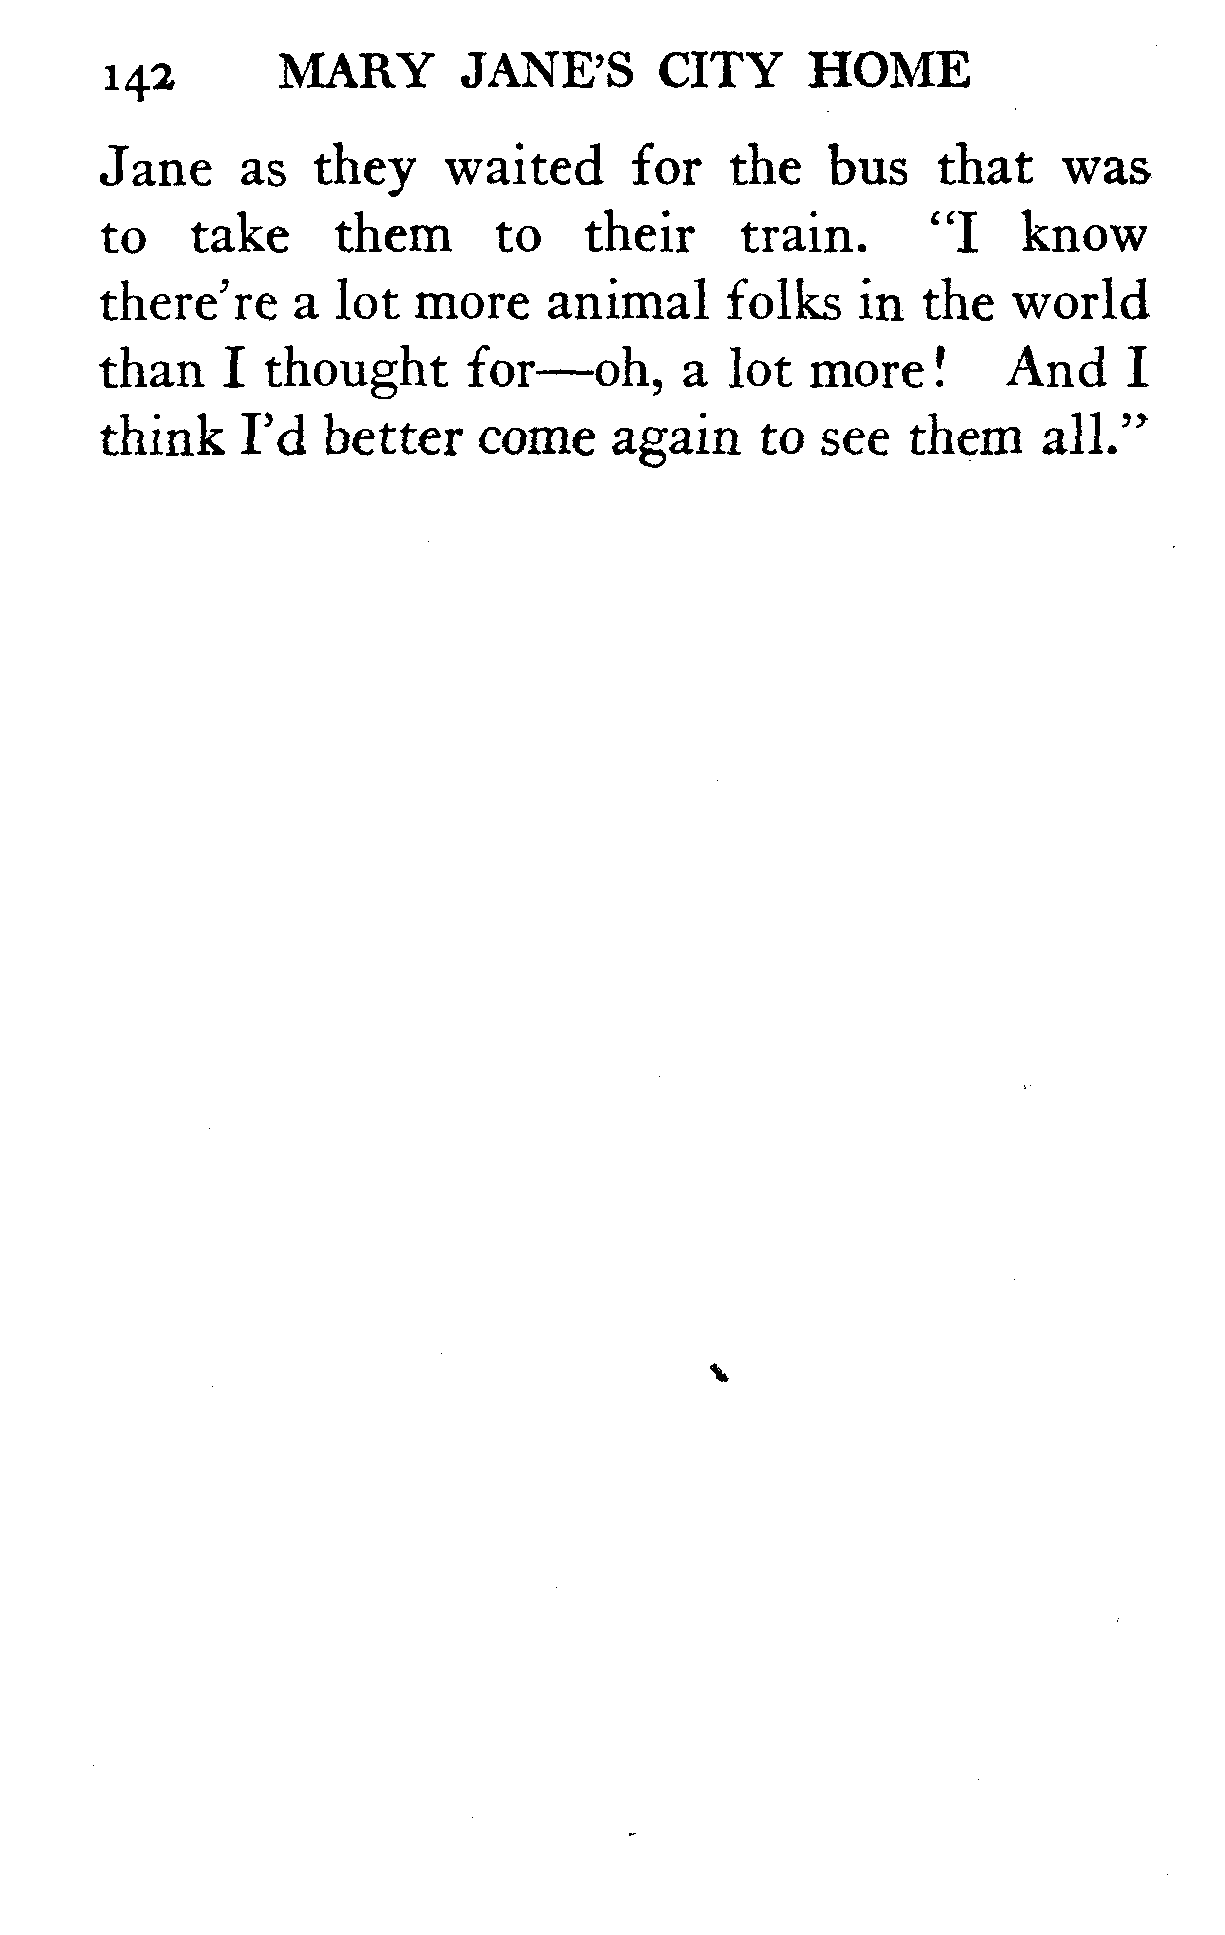 142 MARY JANE'S CITY HOME
Jane as they waited for the bus that was
to take them to their train. "I know
there're a lot more animal folks in the world
than I thought for—oh, a lot more! And I
think I'd better come again to see them all."